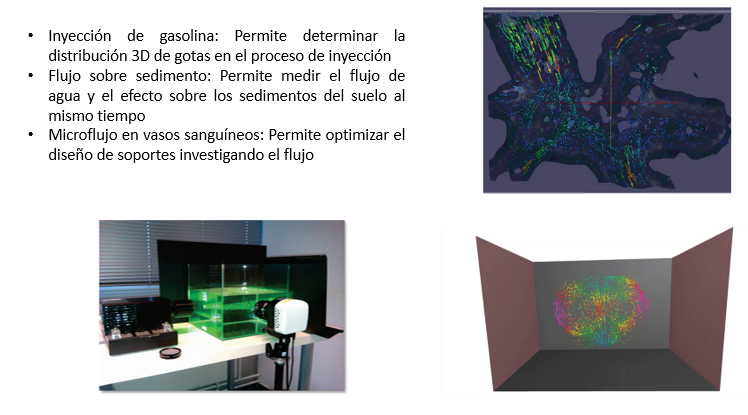 • Inyección de gasolina: Permite determinar la
distribución 3D de gotas en el proceso de inyección
• Flujo sobre sedimento: Permite medir el flujo de
agua y el efecto sobre los sedimentos del suelo al
mismo tiempo
• Microflujo en vasos sanguíneos: Permite optimizar el
diseño de soportes investigando el flujo